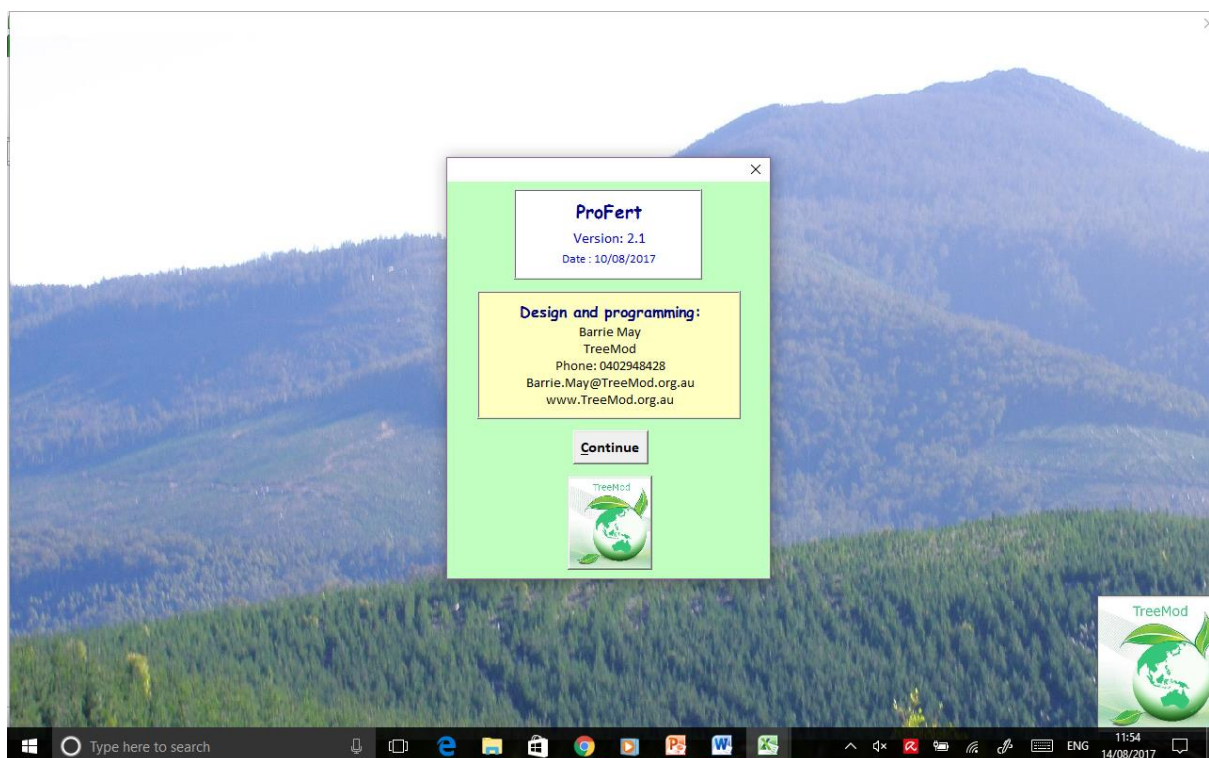 ProFert
Version: 2.1
Date : 10/08/2017
Design and programming:
Barrie May
TreeMod
Phone: 0402948428
Barrie.May@TreeMod.org.au
www.TreeMod.org.au
Continue
TreeMod
TreeMod
Type here to search
ENG
11:54
14/08/2017